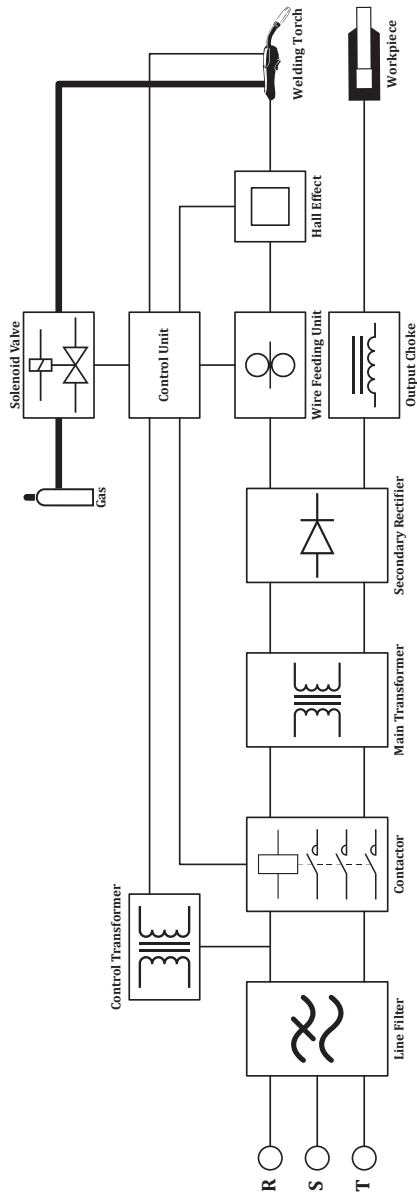 R
S
T
Line Filter
Control Transformer
Contactor
Main Transformer
Secondary Rectifier
Gas
Solenoid Valve
Control Unit
Wire Feeding Unit
Output Choke
Hall Effect
Welding Torch
Workpiece